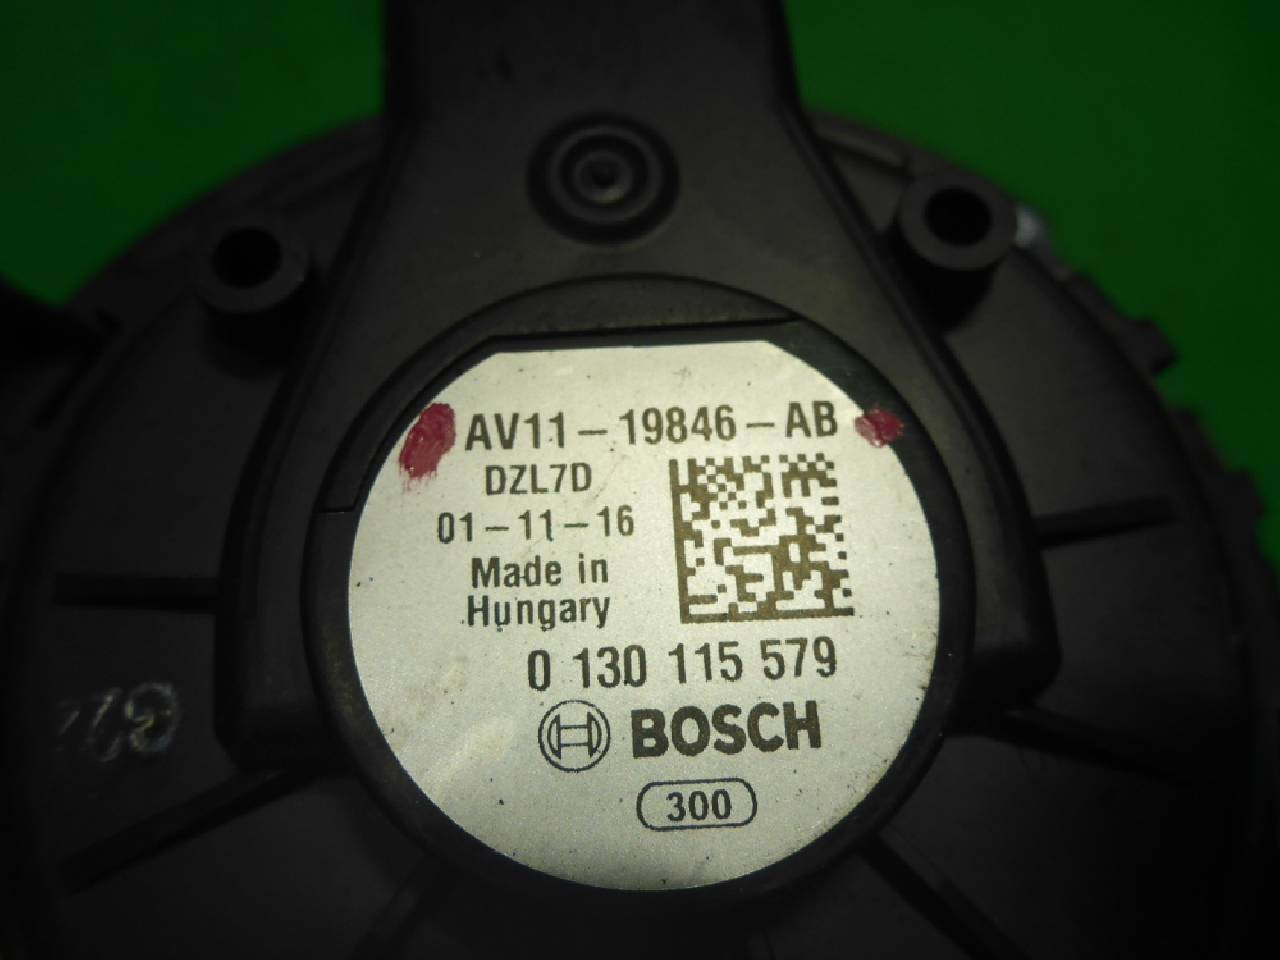 AV11-19846-AB
DZL7D
01-11-16
Made in
Hungary
0 130 115 579
BOSCH
300